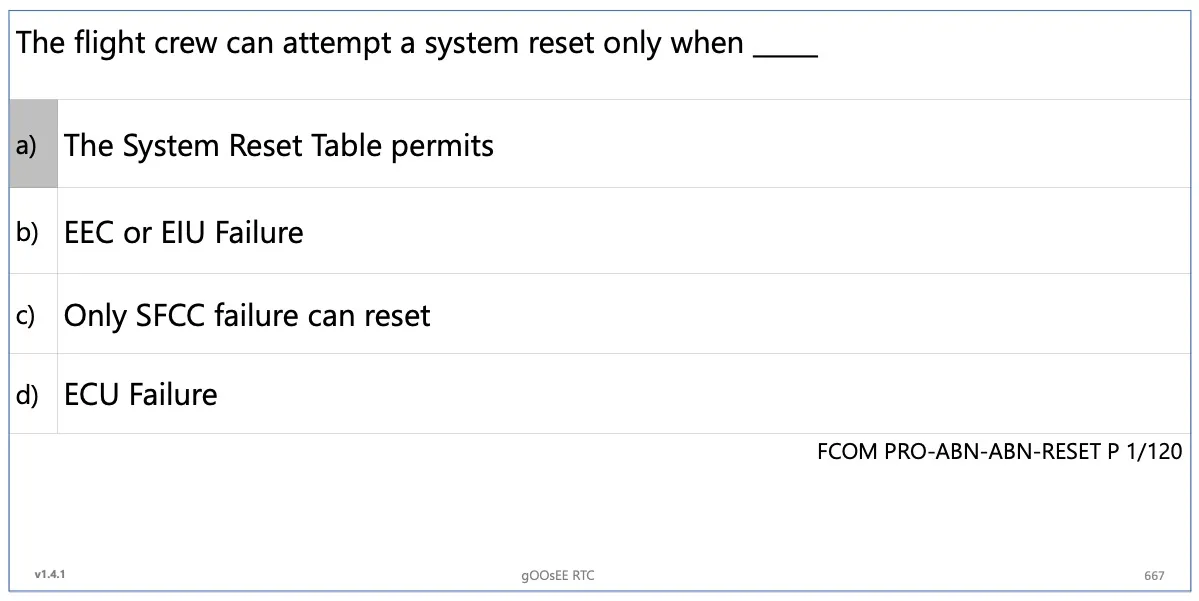 The flight crew can attempt a system reset only when _____
a) The System Reset Table permits
b) EEC or EIU Failure
c) Only SFCC failure can reset
d) ECU Failure
FCOM PRO-ABN-ABN-RESET P 1/120
v1.4.1 gOOsEE RTC 667